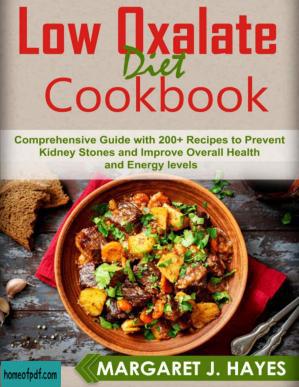 Low Oxalate
Diet
Cookbook
Comprehensive Guide with 200+ Recipes to Prevent
Kidney Stones and Improve Overall Health
and Energy levels
homeofpdf.com
MARGARET J. HAYES